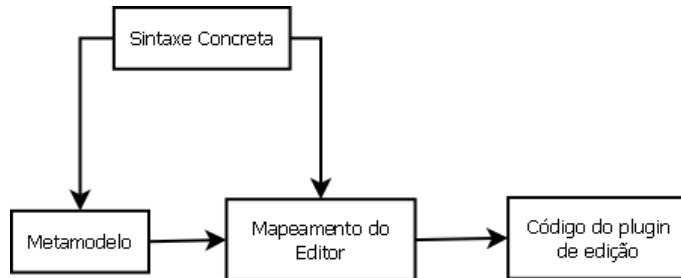 Sintaxe Concreta
Metamodelo
Mapeamento do
Editor
Código do plugin
de edição